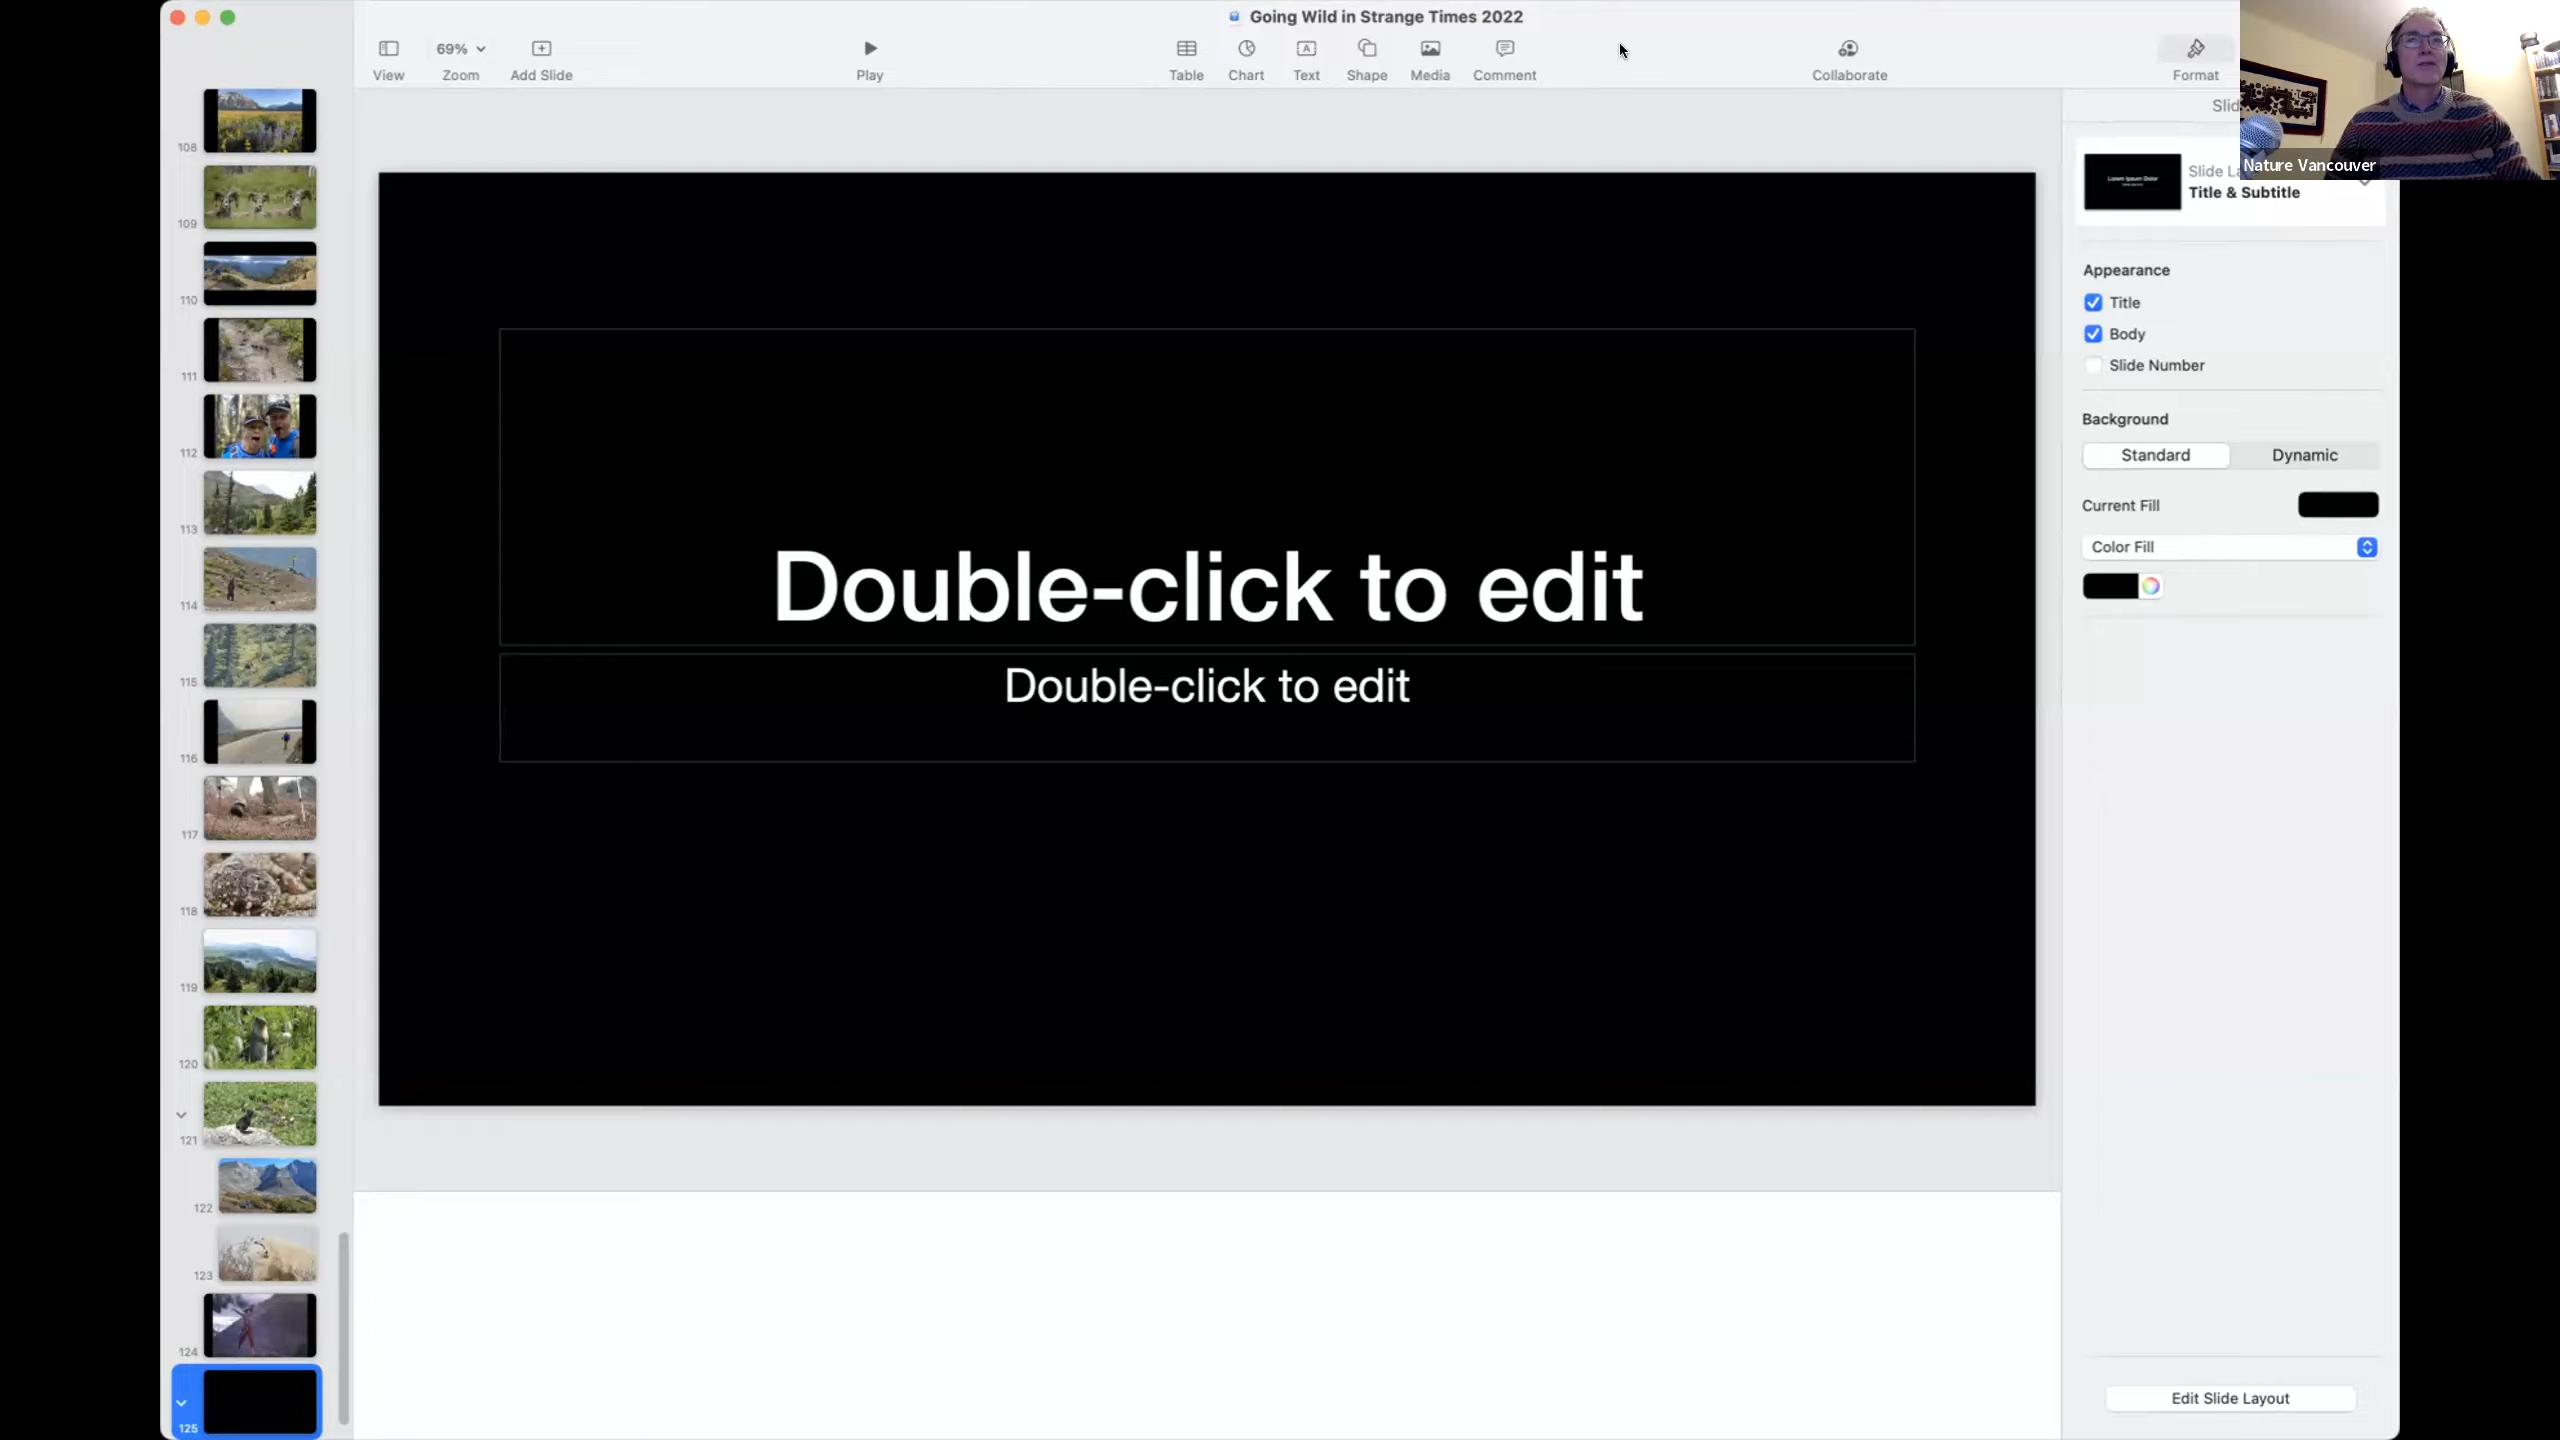 Going Wild in Strange Times 2022
View
69%
Zoom
Add Slide
Play
Table
Chart
Text
Shape
Media
Comment
Collaborate
Format
Nature Vancouver
Title & Subtitle
Appearance
Title
Body
Slide Number
Background
Standard
Dynamic
Current Fill
Color Fill
Edit Slide Layout
Double-click to edit
Double-click to edit
108
109
110
111
112
113
114
115
116
117
118
119
120
121
122
123
124
125